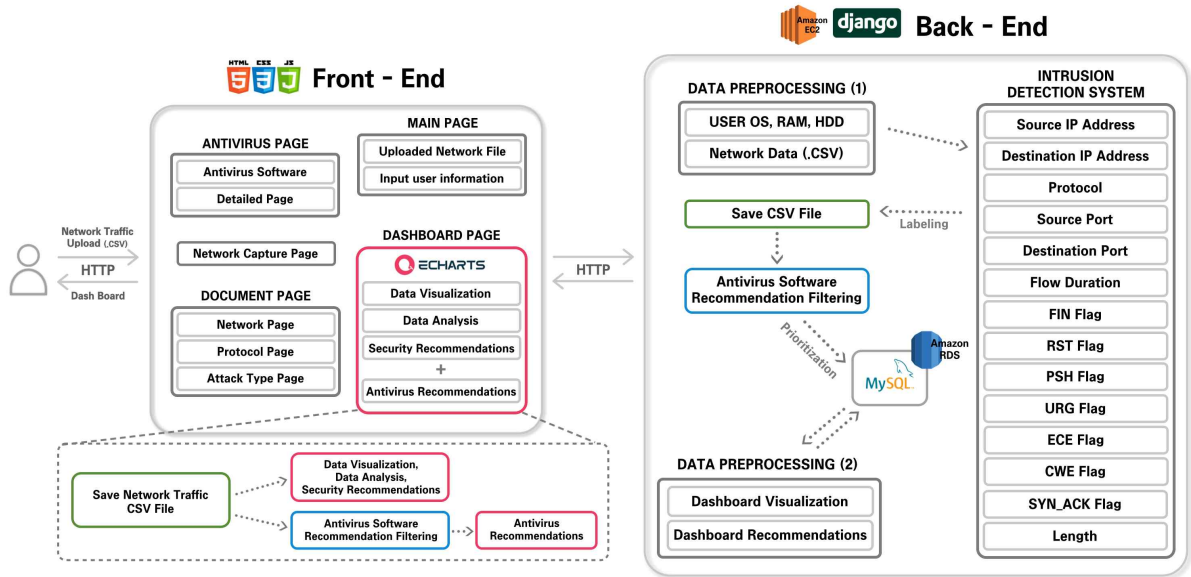 HTML CSS JS
5 3 J
Front - End
ANTIVIRUS PAGE
Antivirus Software
Detailed Page
Network Capture Page
DOCUMENT PAGE
Network Page
Protocol Page
Attack Type Page
MAIN PAGE
Uploaded Network File
Input user information
DASHBOARD PAGE
ECHARTS
Data Visualization
Data Analysis
Security Recommendations
+
Antivirus Recommendations
Network Traffic
Upload (.CSV)
HTTP
Dash Board
Save Network Traffic
CSV File
Data Visualization,
Data Analysis,
Security Recommendations
Antivirus Software
Recommendation Filtering
Antivirus
Recommendations
HTTP
Amazon
EC2
django
Back - End
DATA PREPROCESSING (1)
USER OS, RAM, HDD
Network Data (.CSV)
Save CSV File
Labeling
Antivirus Software
Recommendation Filtering
Prioritization
Amazon
RDS
MySQL
DATA PREPROCESSING (2)
Dashboard Visualization
Dashboard Recommendations
INTRUSION
DETECTION SYSTEM
Source IP Address
Destination IP Address
Protocol
Source Port
Destination Port
Flow Duration
FIN Flag
RST Flag
PSH Flag
URG Flag
ECE Flag
CWE Flag
SYN_ACK Flag
Length